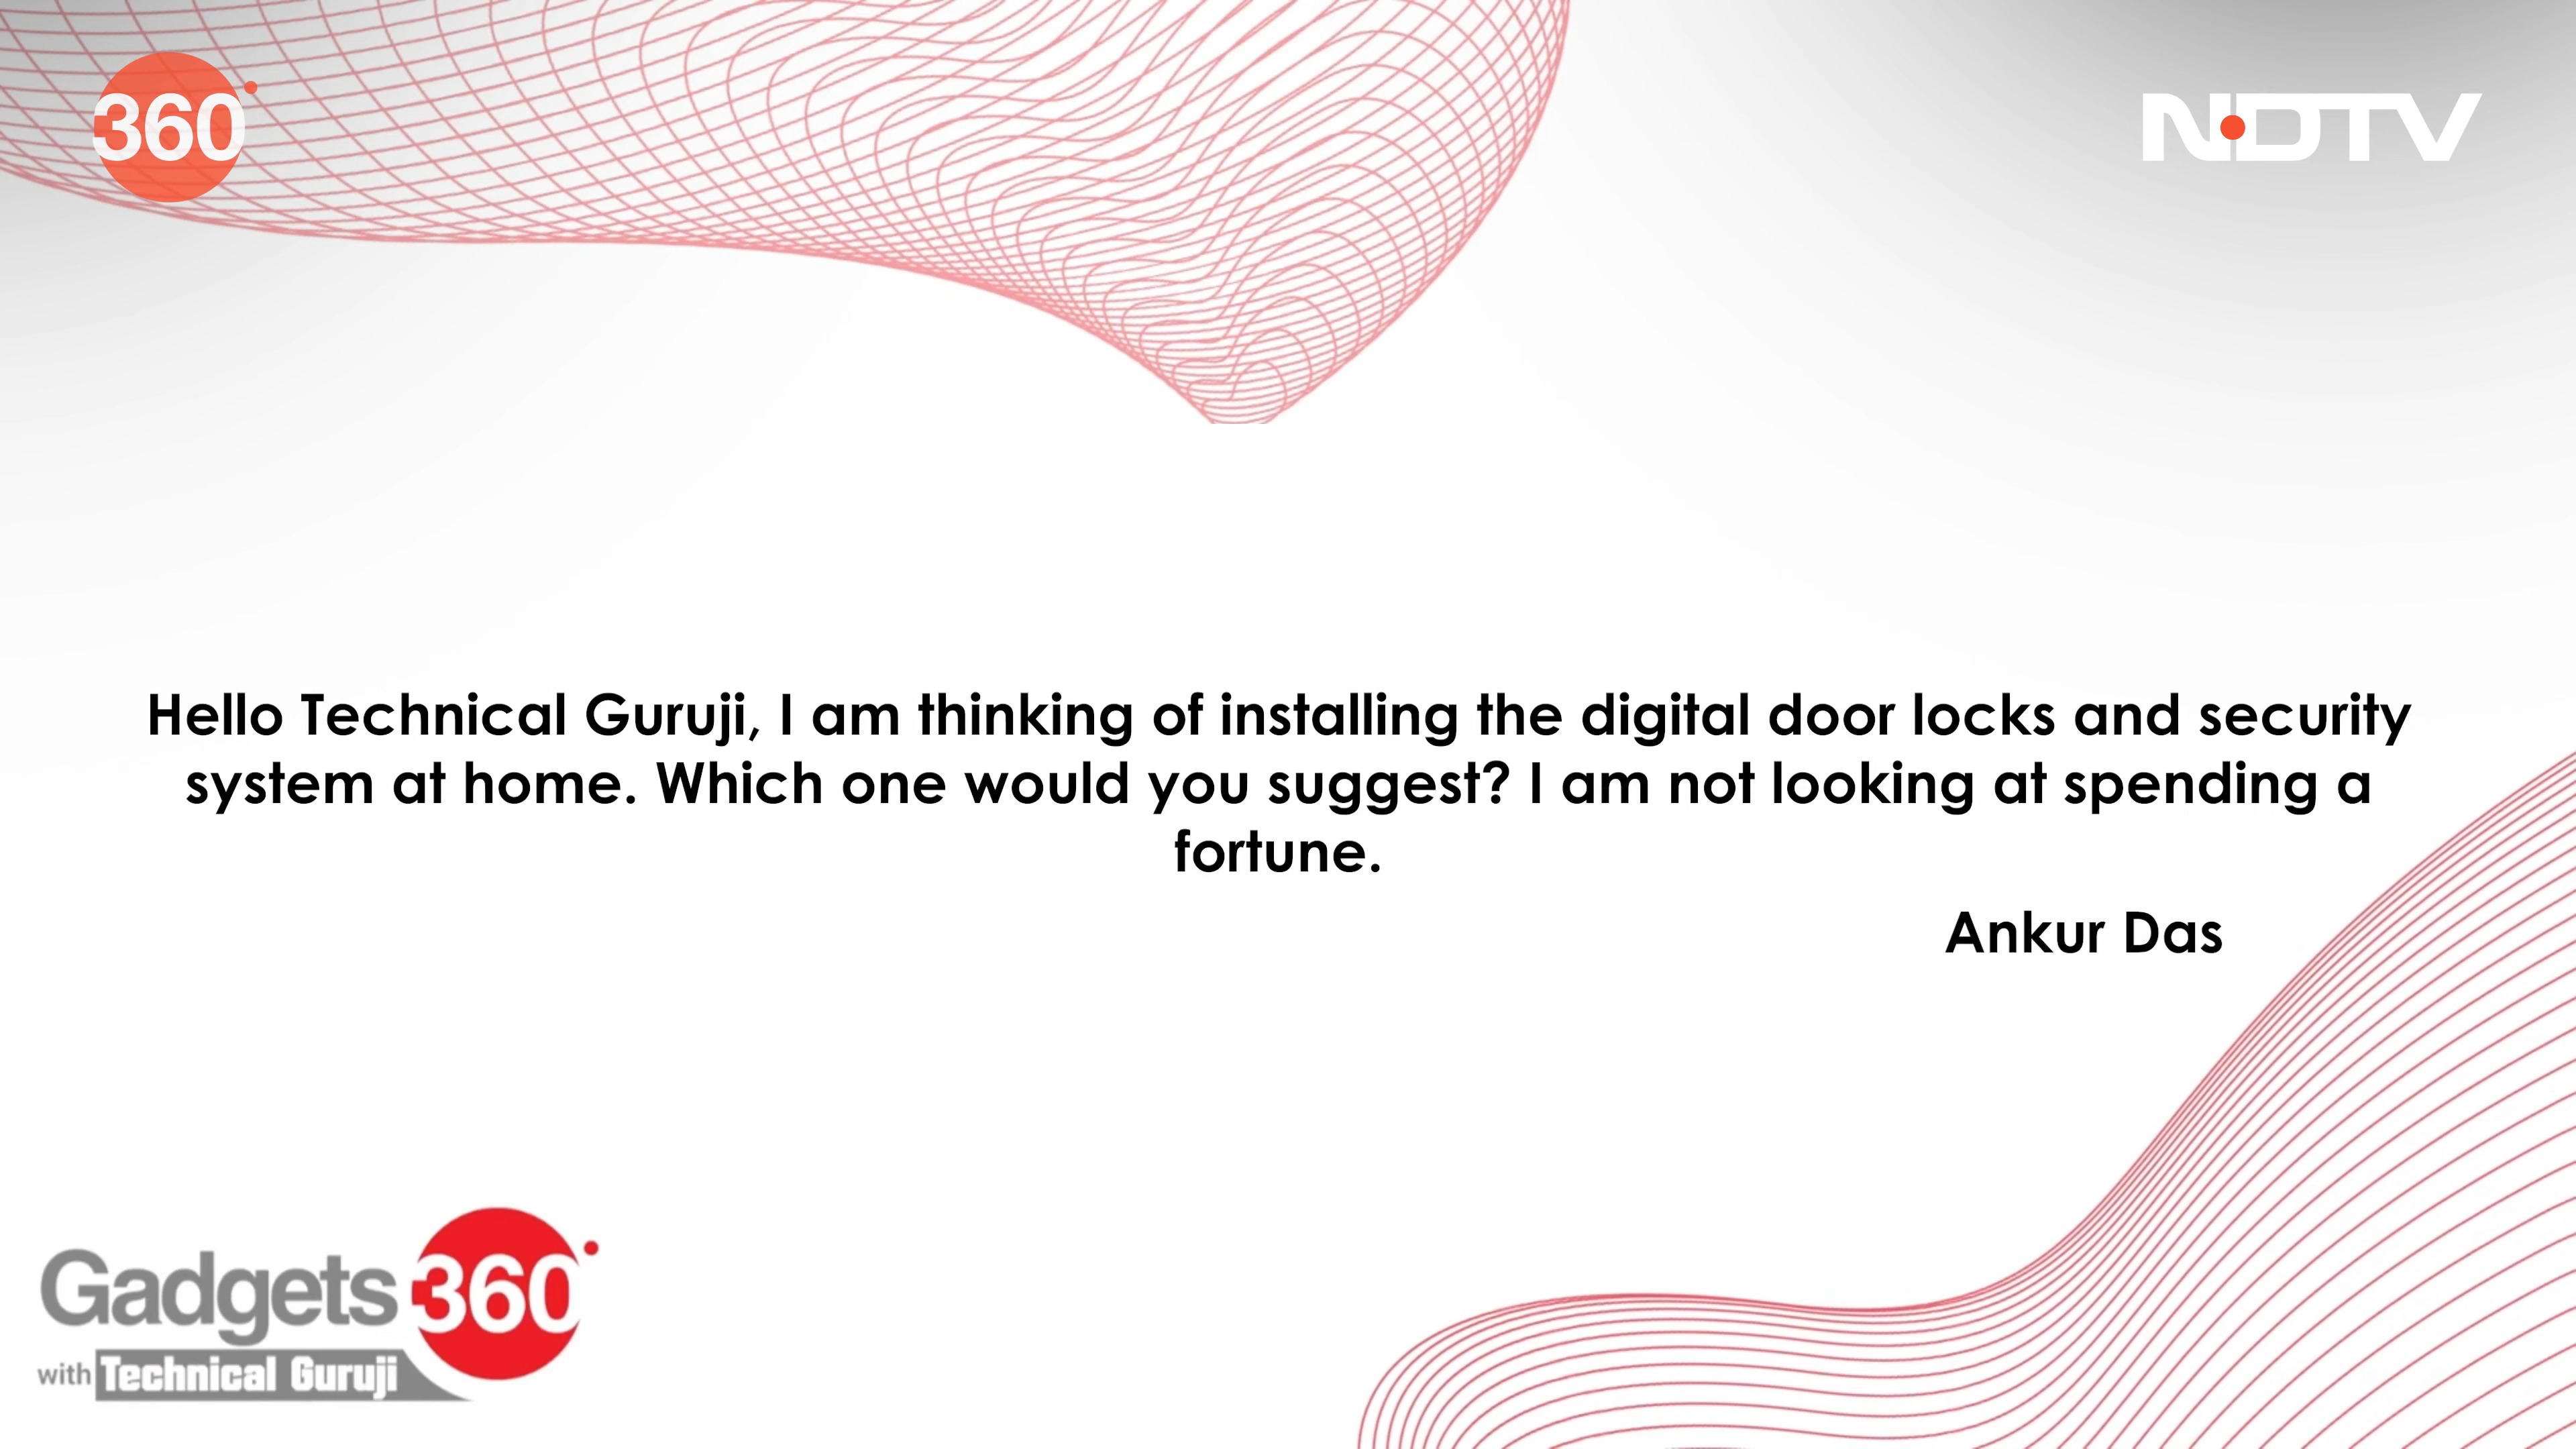 360
NDTV
Hello Technical Guruji, I am thinking of installing the digital door locks and security
system at home. Which one would you suggest? I am not looking at spending a
fortune.
Ankur Das
Gadgets 360
with Technical Guruji